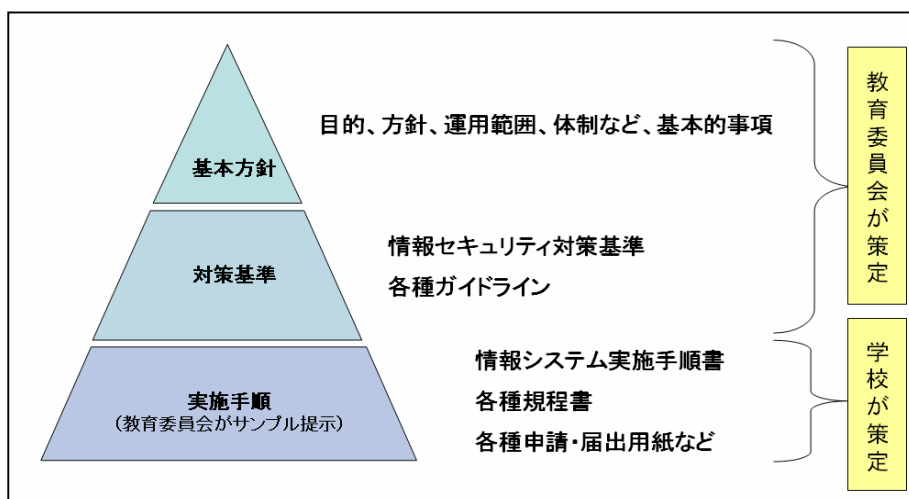 目的、方針、運用範囲、体制など、基本的事項
基本方針
教育委員会が策定
情報セキュリティ対策基準
対策基準
各種ガイドライン
情報システム実施手順書
実施手順
(教育委員会がサンプル提示)
各種規程書
各種申請・届出用紙など
学校が策定